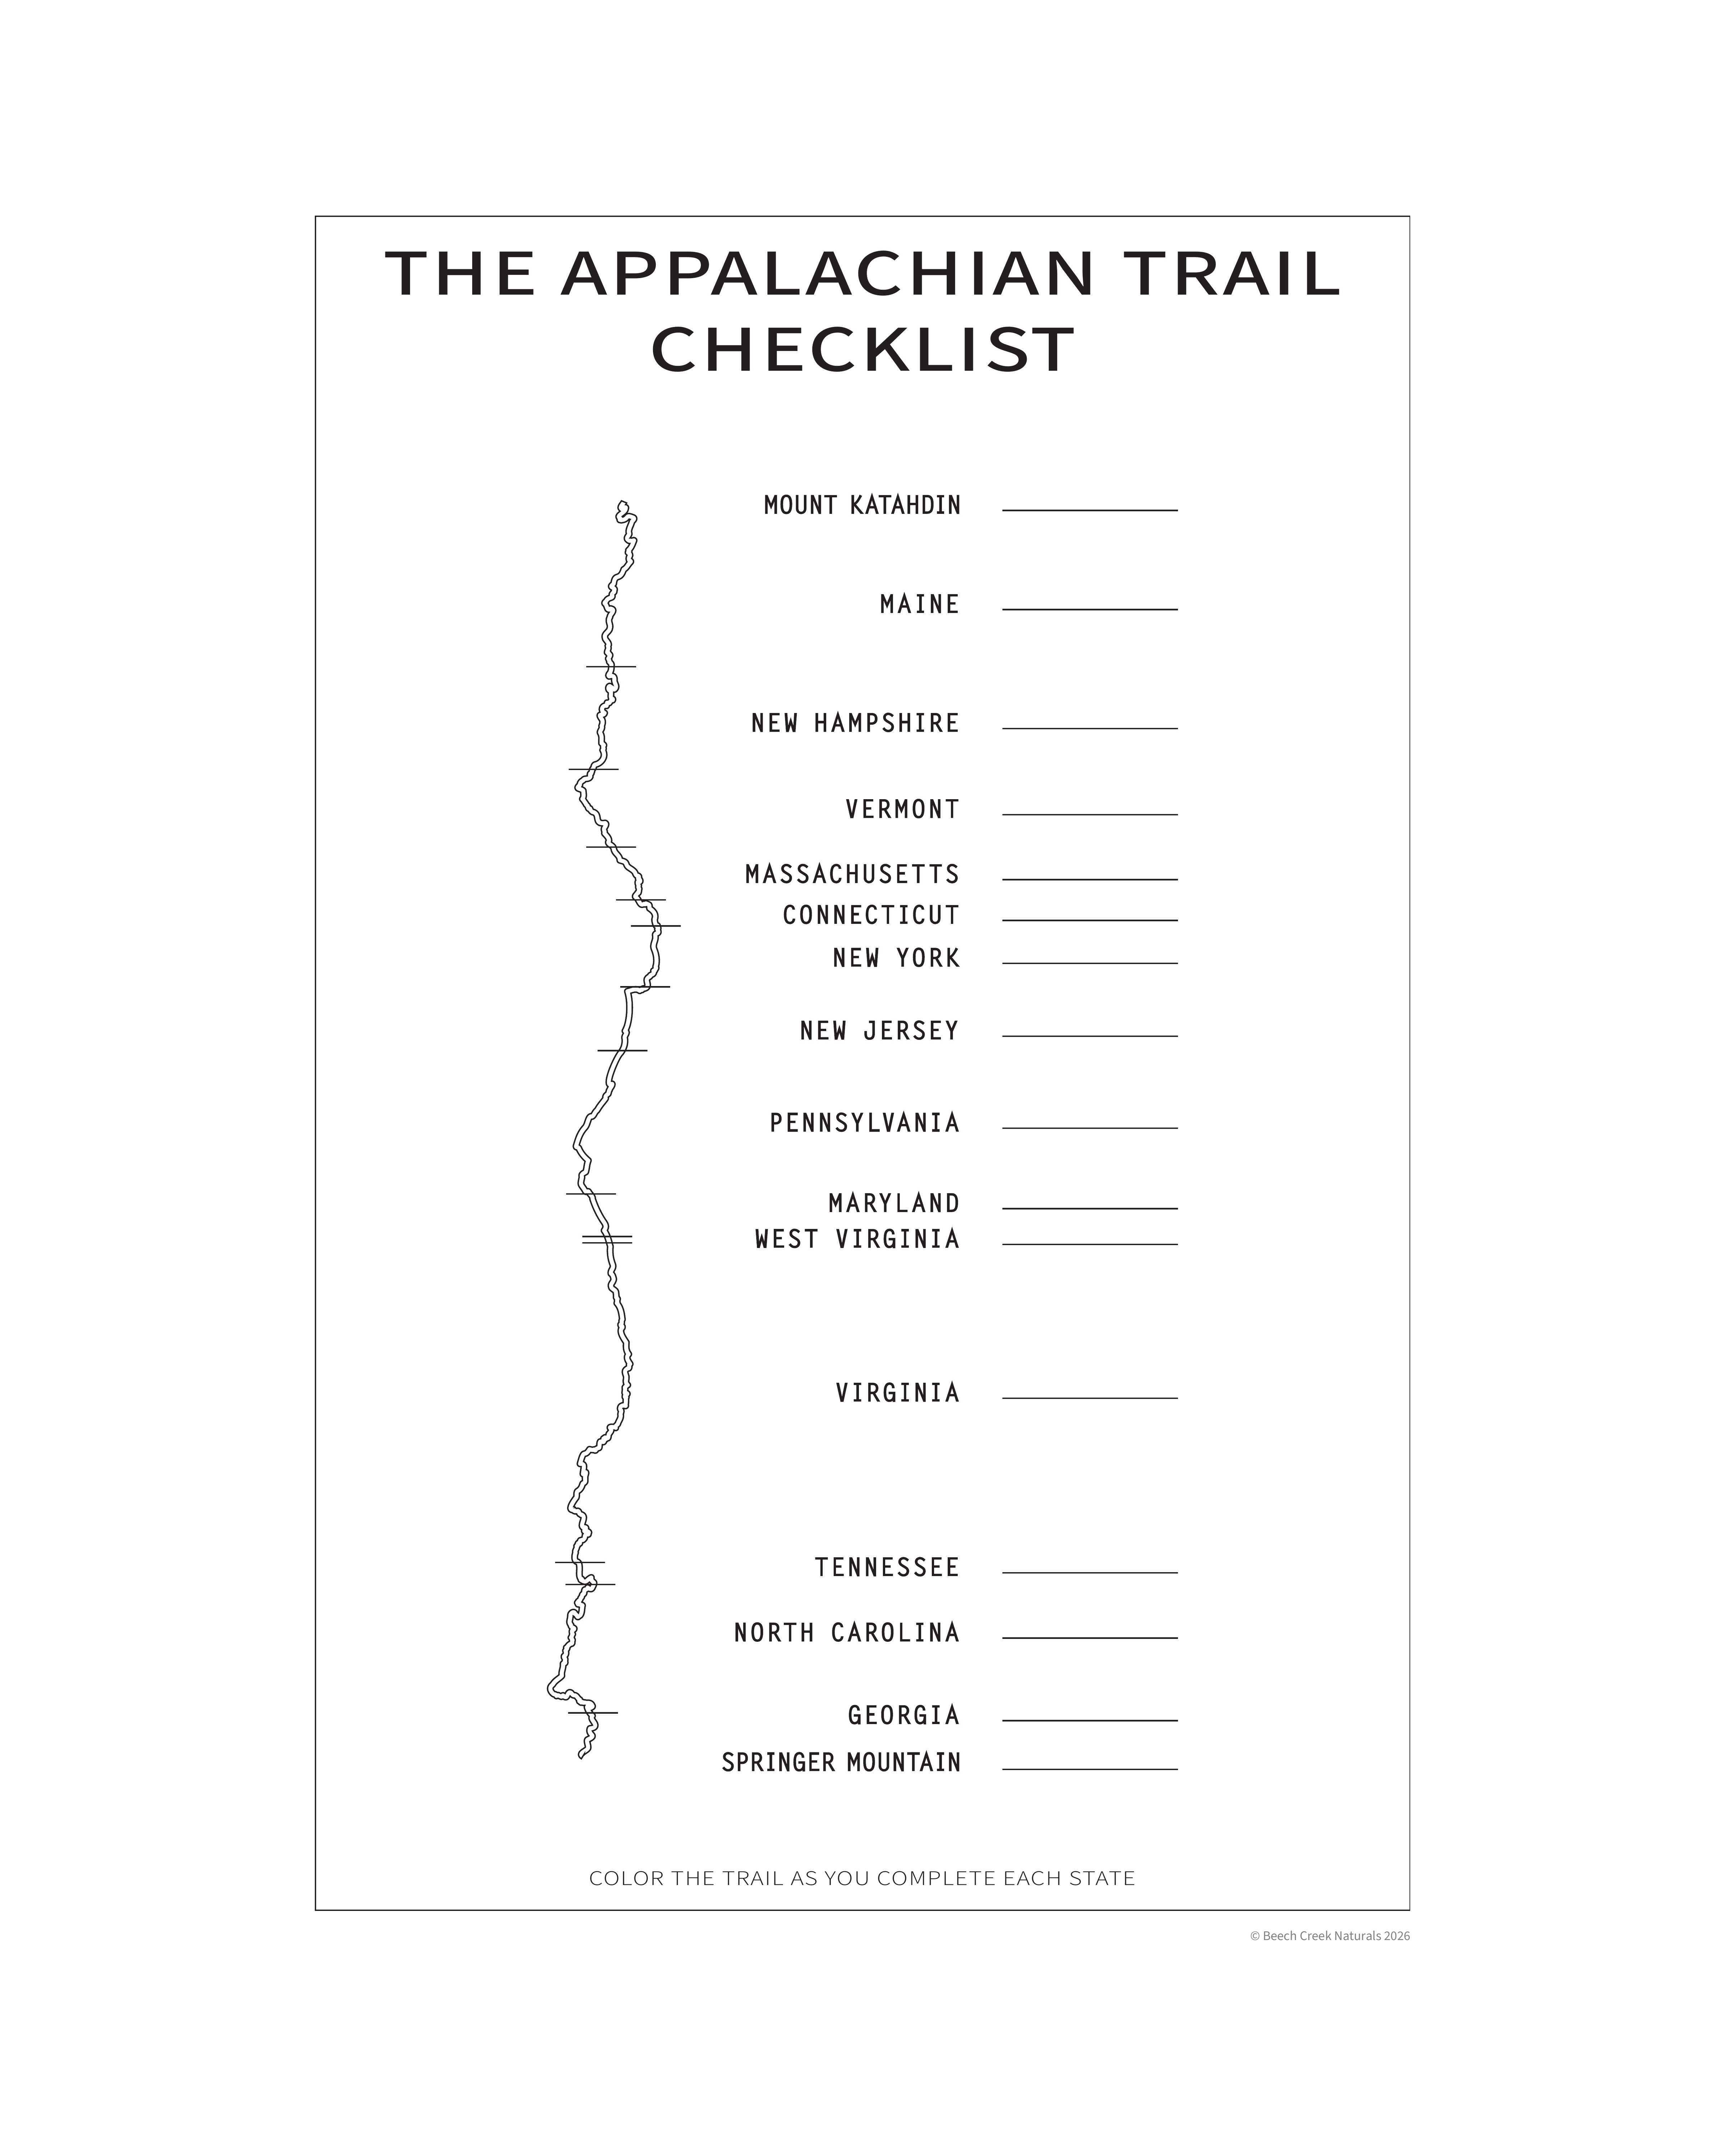 THE APPALACHIAN TRAIL
CHECKLIST
MOUNT KATAHDIN
MAINE
NEW HAMPSHIRE
VERMONT
MASSACHUSETTS
CONNECTICUT
NEW YORK
NEW JERSEY
PENNSYLVANIA
MARYLAND
WEST VIRGINIA
VIRGINIA
TENNESSEE
NORTH CAROLINA
GEORGIA
SPRINGER MOUNTAIN
COLOR THE TRAIL AS YOU COMPLETE EACH STATE
© Beech Creek Naturals 2026